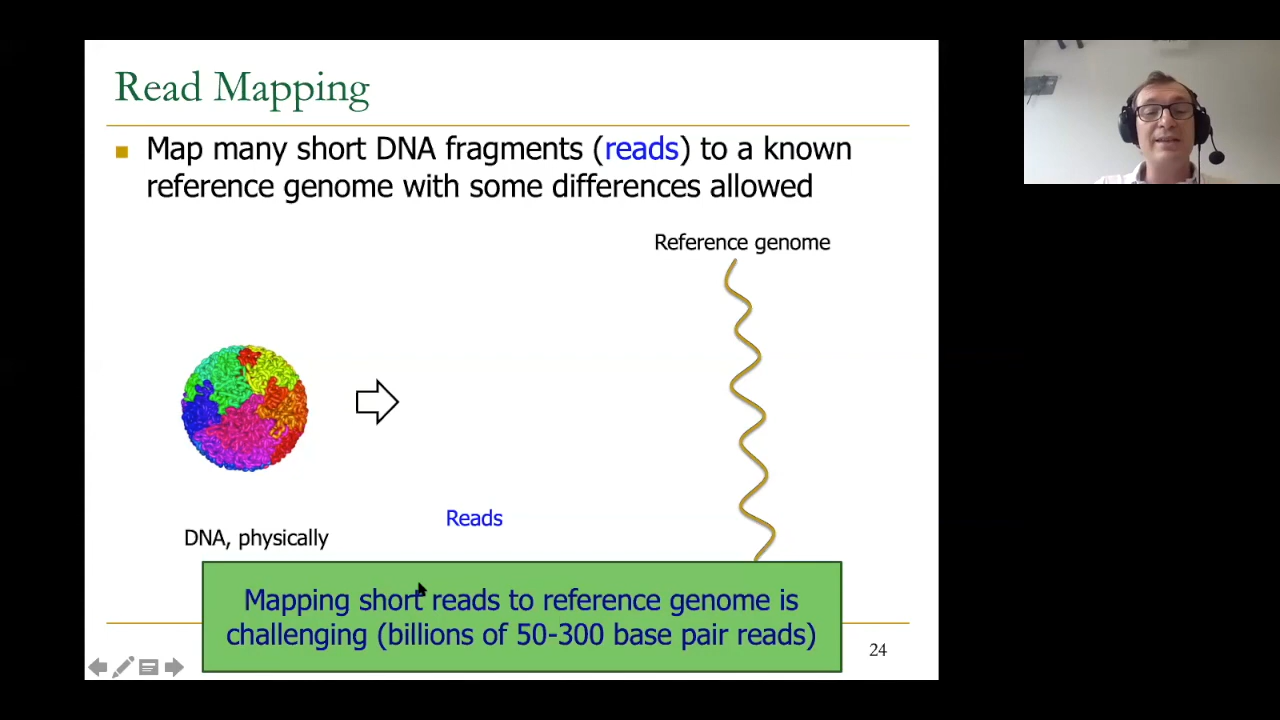 Read Mapping
Map many short DNA fragments (reads) to a known
reference genome with some differences allowed
Reference genome
Reads
DNA, physically
Mapping short reads to reference genome is
challenging (billions of 50-300 base pair reads)
24